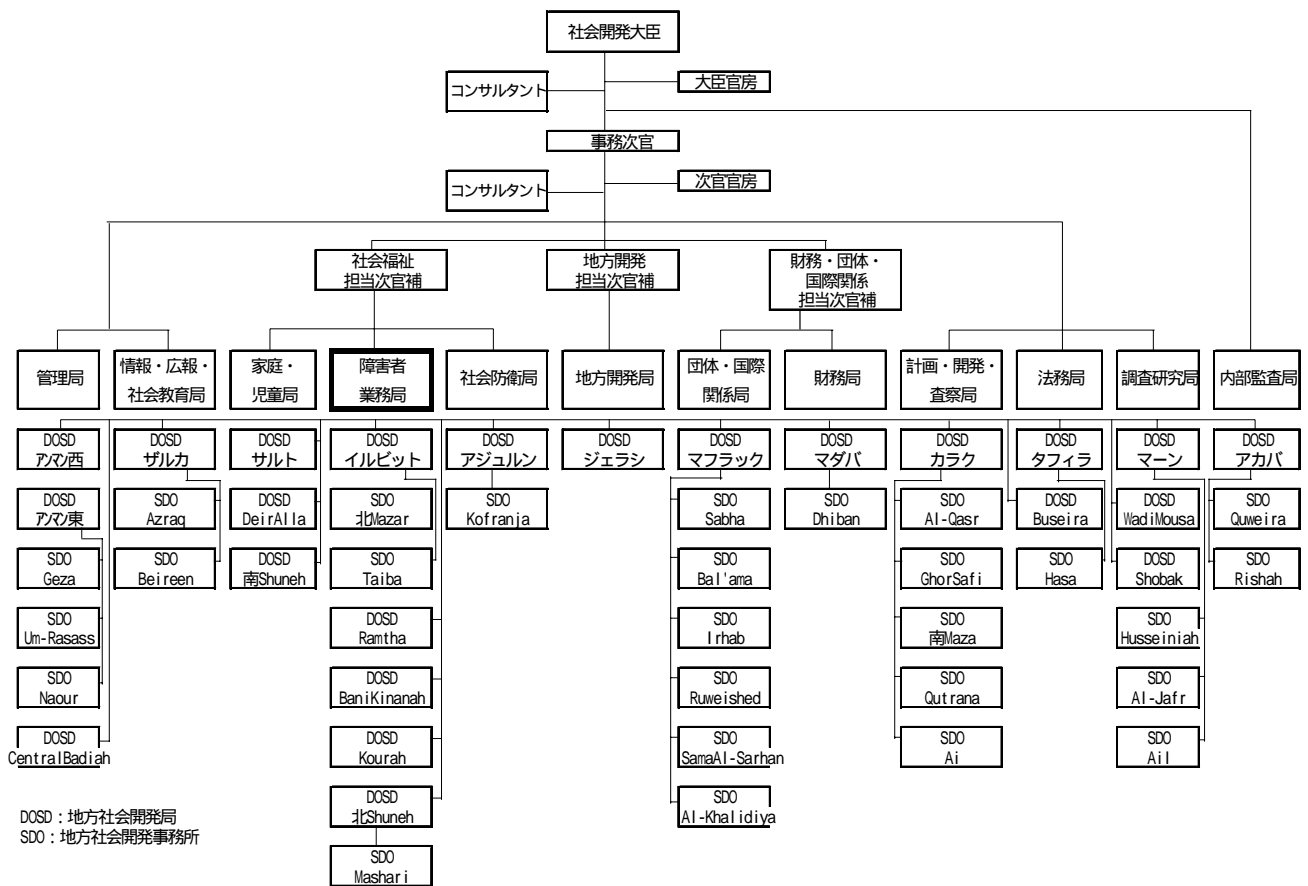 社会開発大臣
コンサルタント
大臣官房
事務次官
コンサルタント
次官官房
社会福祉
担当次官補
地方開発
担当次官補
財務・団体・
国際関係
担当次官補
管理局
情報・広報・
社会教育局
家庭・
児童局
障害者
業務局
社会防衛局
地方開発局
団体・国際
関係局
財務局
計画・開発・
査察局
法務局
調査研究局
内部監査局
DOSD
アンマン西
DOSD
ザルカ
DOSD
サルト
DOSD
イルビット
DOSD
アジュルン
DOSD
ジェラシ
DOSD
マフラック
DOSD
マダバ
DOSD
カラク
DOSD
タフィラ
DOSD
マーン
DOSD
アカバ
DOSD
アンマン東
SDO
Azraq
DOSD
DeirAlla
SDO
北Mazar
SDO
Kofranja
SDO
Sabha
SDO
Dhiban
SDO
Al-Qasr
DOSD
Buseira
DOSD
WadiMousa
SDO
Quweira
SDO
Geza
SDO
Beireen
DOSD
南Shuneh
SDO
Taiba
SDO
Bal'ama
SDO
GhorSafi
SDO
Hasa
DOSD
Shobak
SDO
Rishah
SDO
Um-Rasass
DOSD
Ramtha
SDO
Irhab
SDO
南Maza
SDO
Husseiniah
SDO
Naour
DOSD
BaniKinanah
SDO
Ruweished
SDO
Qutrana
SDO
Al-Jafr
DOSD
CentralBadiah
DOSD
Kourah
SDO
SamaAl-Sarhan
SDO
Ai
SDO
Ail
DOSD
北Shuneh
SDO
Al-Khalidiya
SDO
Mashari
DOSD：地方社会開発局
SDO：地方社会開発事務所